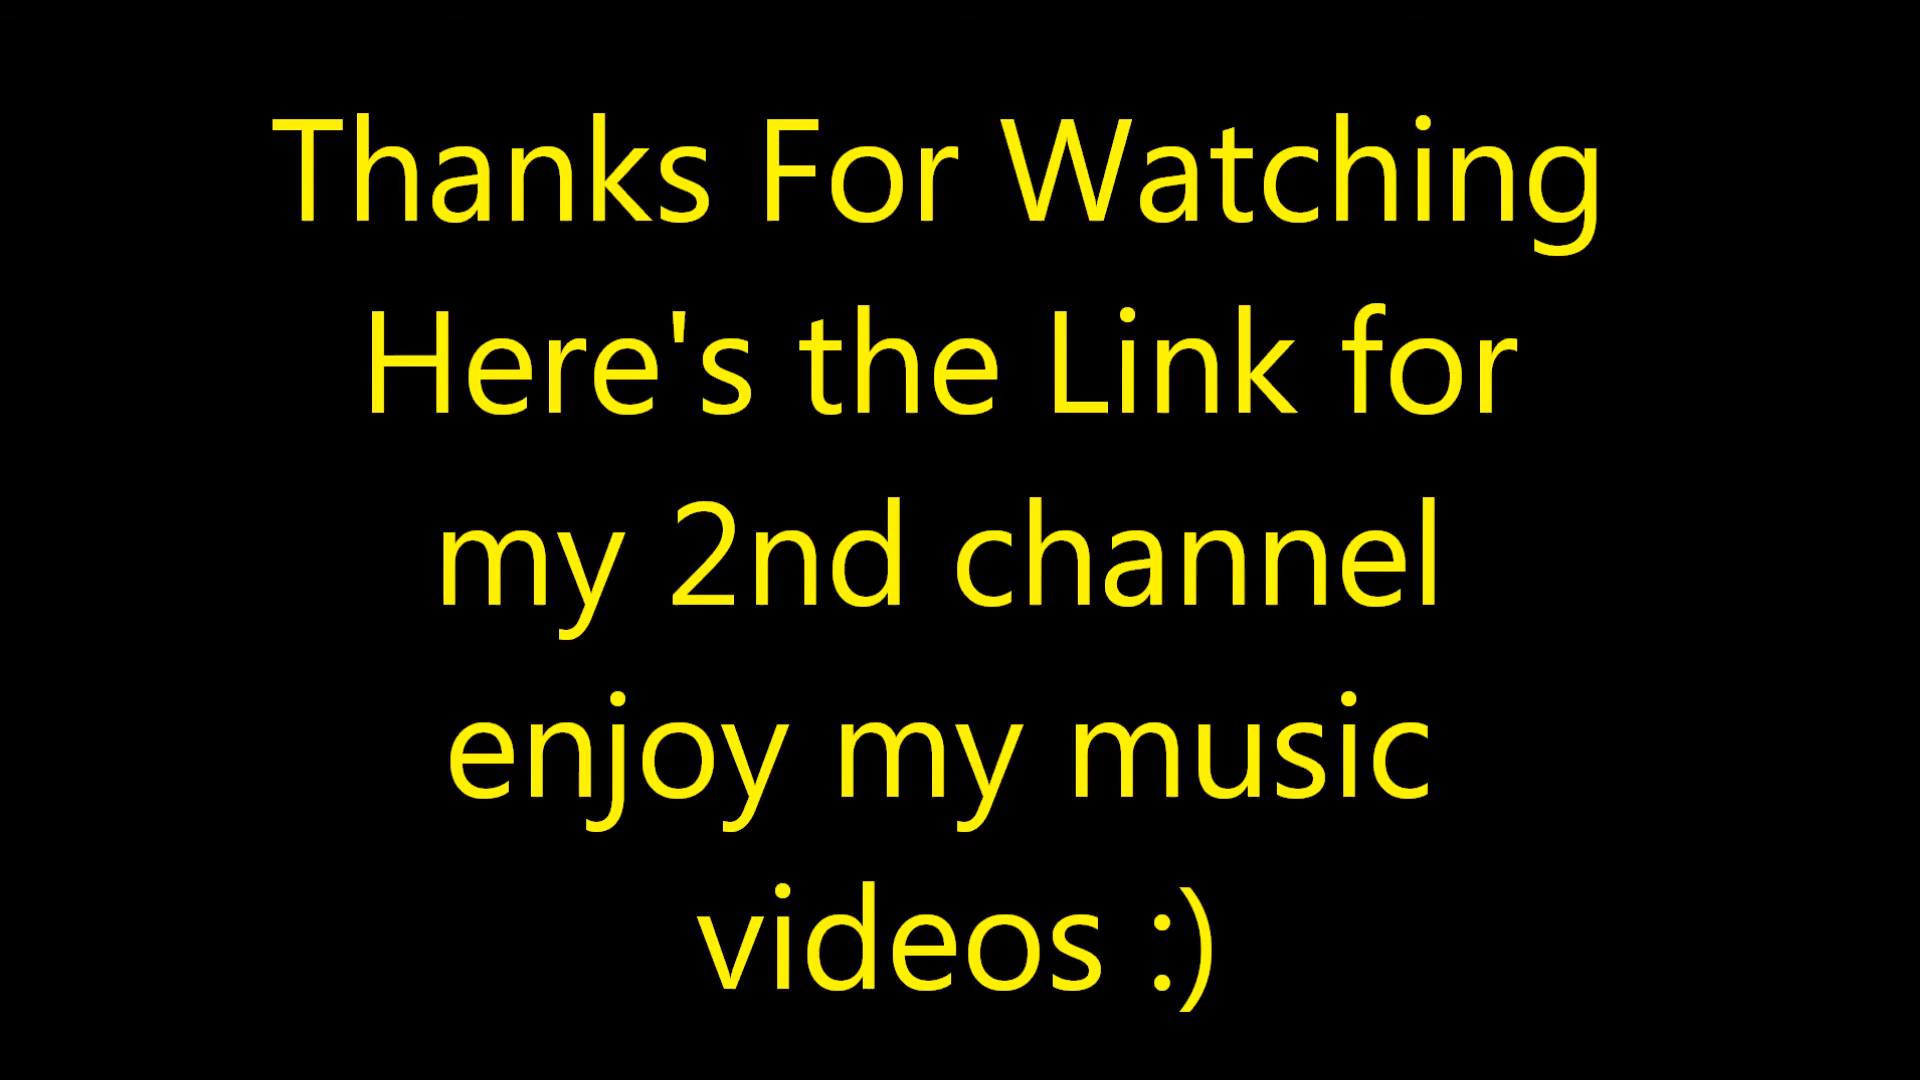 Thanks For Watching
Here's the Link for
my 2nd channel
enjoy my music
videos :)